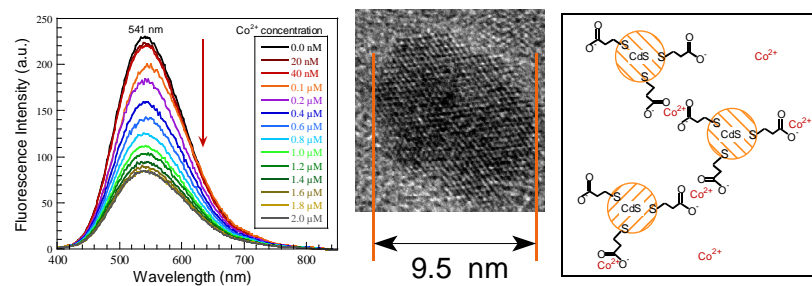 541 nm
Co²⁺ concentration
0.0 nM
20 nM
40 nM
0.1 µM
0.2 µM
0.4 µM
0.6 µM
0.8 µM
1.0 µM
1.2 µM
1.4 µM
1.6 µM
1.8 µM
2.0 µM
Fluorescence Intensity (a.u.)
250
200
150
100
50
0
400
500
600
700
800
Wavelength (nm)
9.5 nm
O
O⁻
S
CdS
S
O
O⁻
Co²⁺
S
O
O⁻
Co²⁺
O
O⁻
S
CdS
S
O
O⁻
Co²⁺
S
O
O⁻
Co²⁺
O
O⁻
S
CdS
S
O
O⁻
S
O
O⁻
Co²⁺
Co²⁺